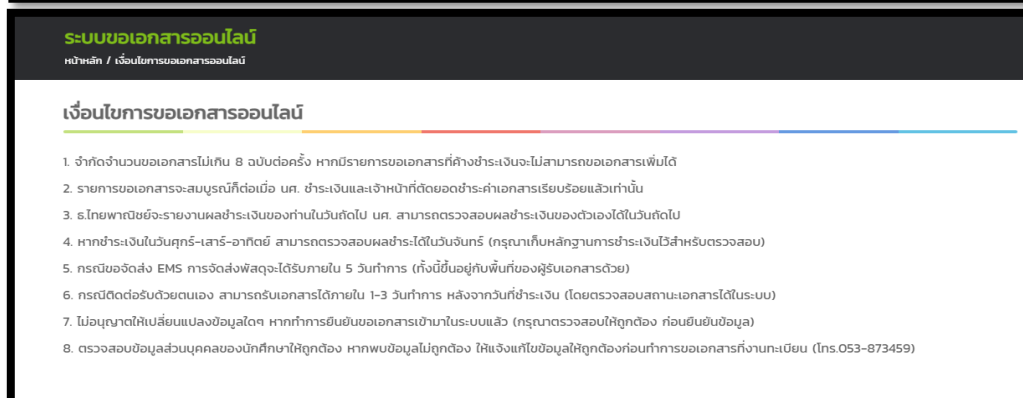 ระบบขอเอกสารออนไลน์
หน้าหลัก / เงื่อนไขการขอเอกสารออนไลน์
เงื่อนไขการขอเอกสารออนไลน์
1. จำกัดจำนวนขอเอกสารไม่เกิน 8 ฉบับต่อครั้ง หากมีรายการขอเอกสารที่ค้างชำระเงินจะไม่สามารถขอเอกสารเพิ่มได้
2. รายการขอเอกสารจะสมบูรณ์ก็ต่อเมื่อ นศ. ชำระเงินและเจ้าหน้าที่ตัดยอดชำระค่าเอกสารเรียบร้อยแล้วเท่านั้น
3. ธ.ไทยพาณิชย์จะรายงานผลชำระเงินของท่านในวันถัดไป นศ. สามารถตรวจสอบผลชำระเงินของตัวเองได้ในวันถัดไป
4. หากชำระเงินในวันศุกร์-เสาร์-อาทิตย์ สามารถตรวจสอบผลชำระได้ในวันจันทร์ (กรุณาเก็บหลักฐานการชำระเงินไว้สำหรับตรวจสอบ)
5. กรณีขอจัดส่ง EMS การจัดส่งพัสดุจะได้รับภายใน 5 วันทำการ (ทั้งนี้ขึ้นอยู่กับพื้นที่ของผู้รับเอกสารด้วย)
6. กรณีติดต่อรับด้วยตนเอง สามารถรับเอกสารได้ภายใน 1-3 วันทำการ หลังจากวันที่ชำระเงิน (โดยตรวจสอบสถานะเอกสารได้ในระบบ)
7. ไม่อนุญาตให้เปลี่ยนแปลงข้อมูลใดๆ หากทำการยืนยันขอเอกสารเข้ามาในระบบแล้ว (กรุณาตรวจสอบให้ถูกต้อง ก่อนยืนยันข้อมูล)
8. ตรวจสอบข้อมูลส่วนบุคคลของนักศึกษาให้ถูกต้อง หากพบข้อมูลไม่ถูกต้อง ให้แจ้งแก้ไขข้อมูลให้ถูกต้องก่อนทำการขอเอกสารที่งานทะเบียน (โทร.053-873459)